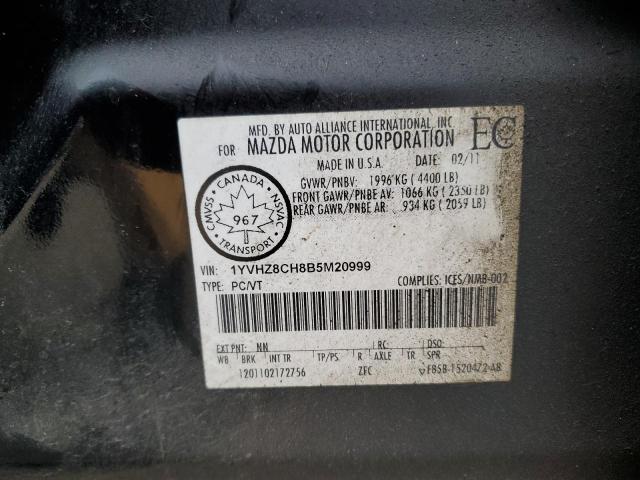 MFD. BY AUTO ALLIANCE INTERNATIONAL, INC
FOR MAZDA MOTOR CORPORATION EC
MADE IN U.S.A DATE: 02/11
GVWR/PNBV: 1996 KG ( 4400 LB)
FRONT GAWR/PNBE AV: 1066 KG ( 2350 LB)
REAR GAWR/PNBE AR: 934 KG ( 2059 LB)
CANADA
CMVSS 967 NSVAC
TRANSPORT
VIN: 1YVHZ8CH8B5M20999
TYPE: PC/VT COMPLIES: ICES/NMB-002
EXT PNT: NN RC: DSO:
WB BRK INT TR TP/PS R AXLE TR SPR
1201102172756 ZFC F85B-1520472-AB